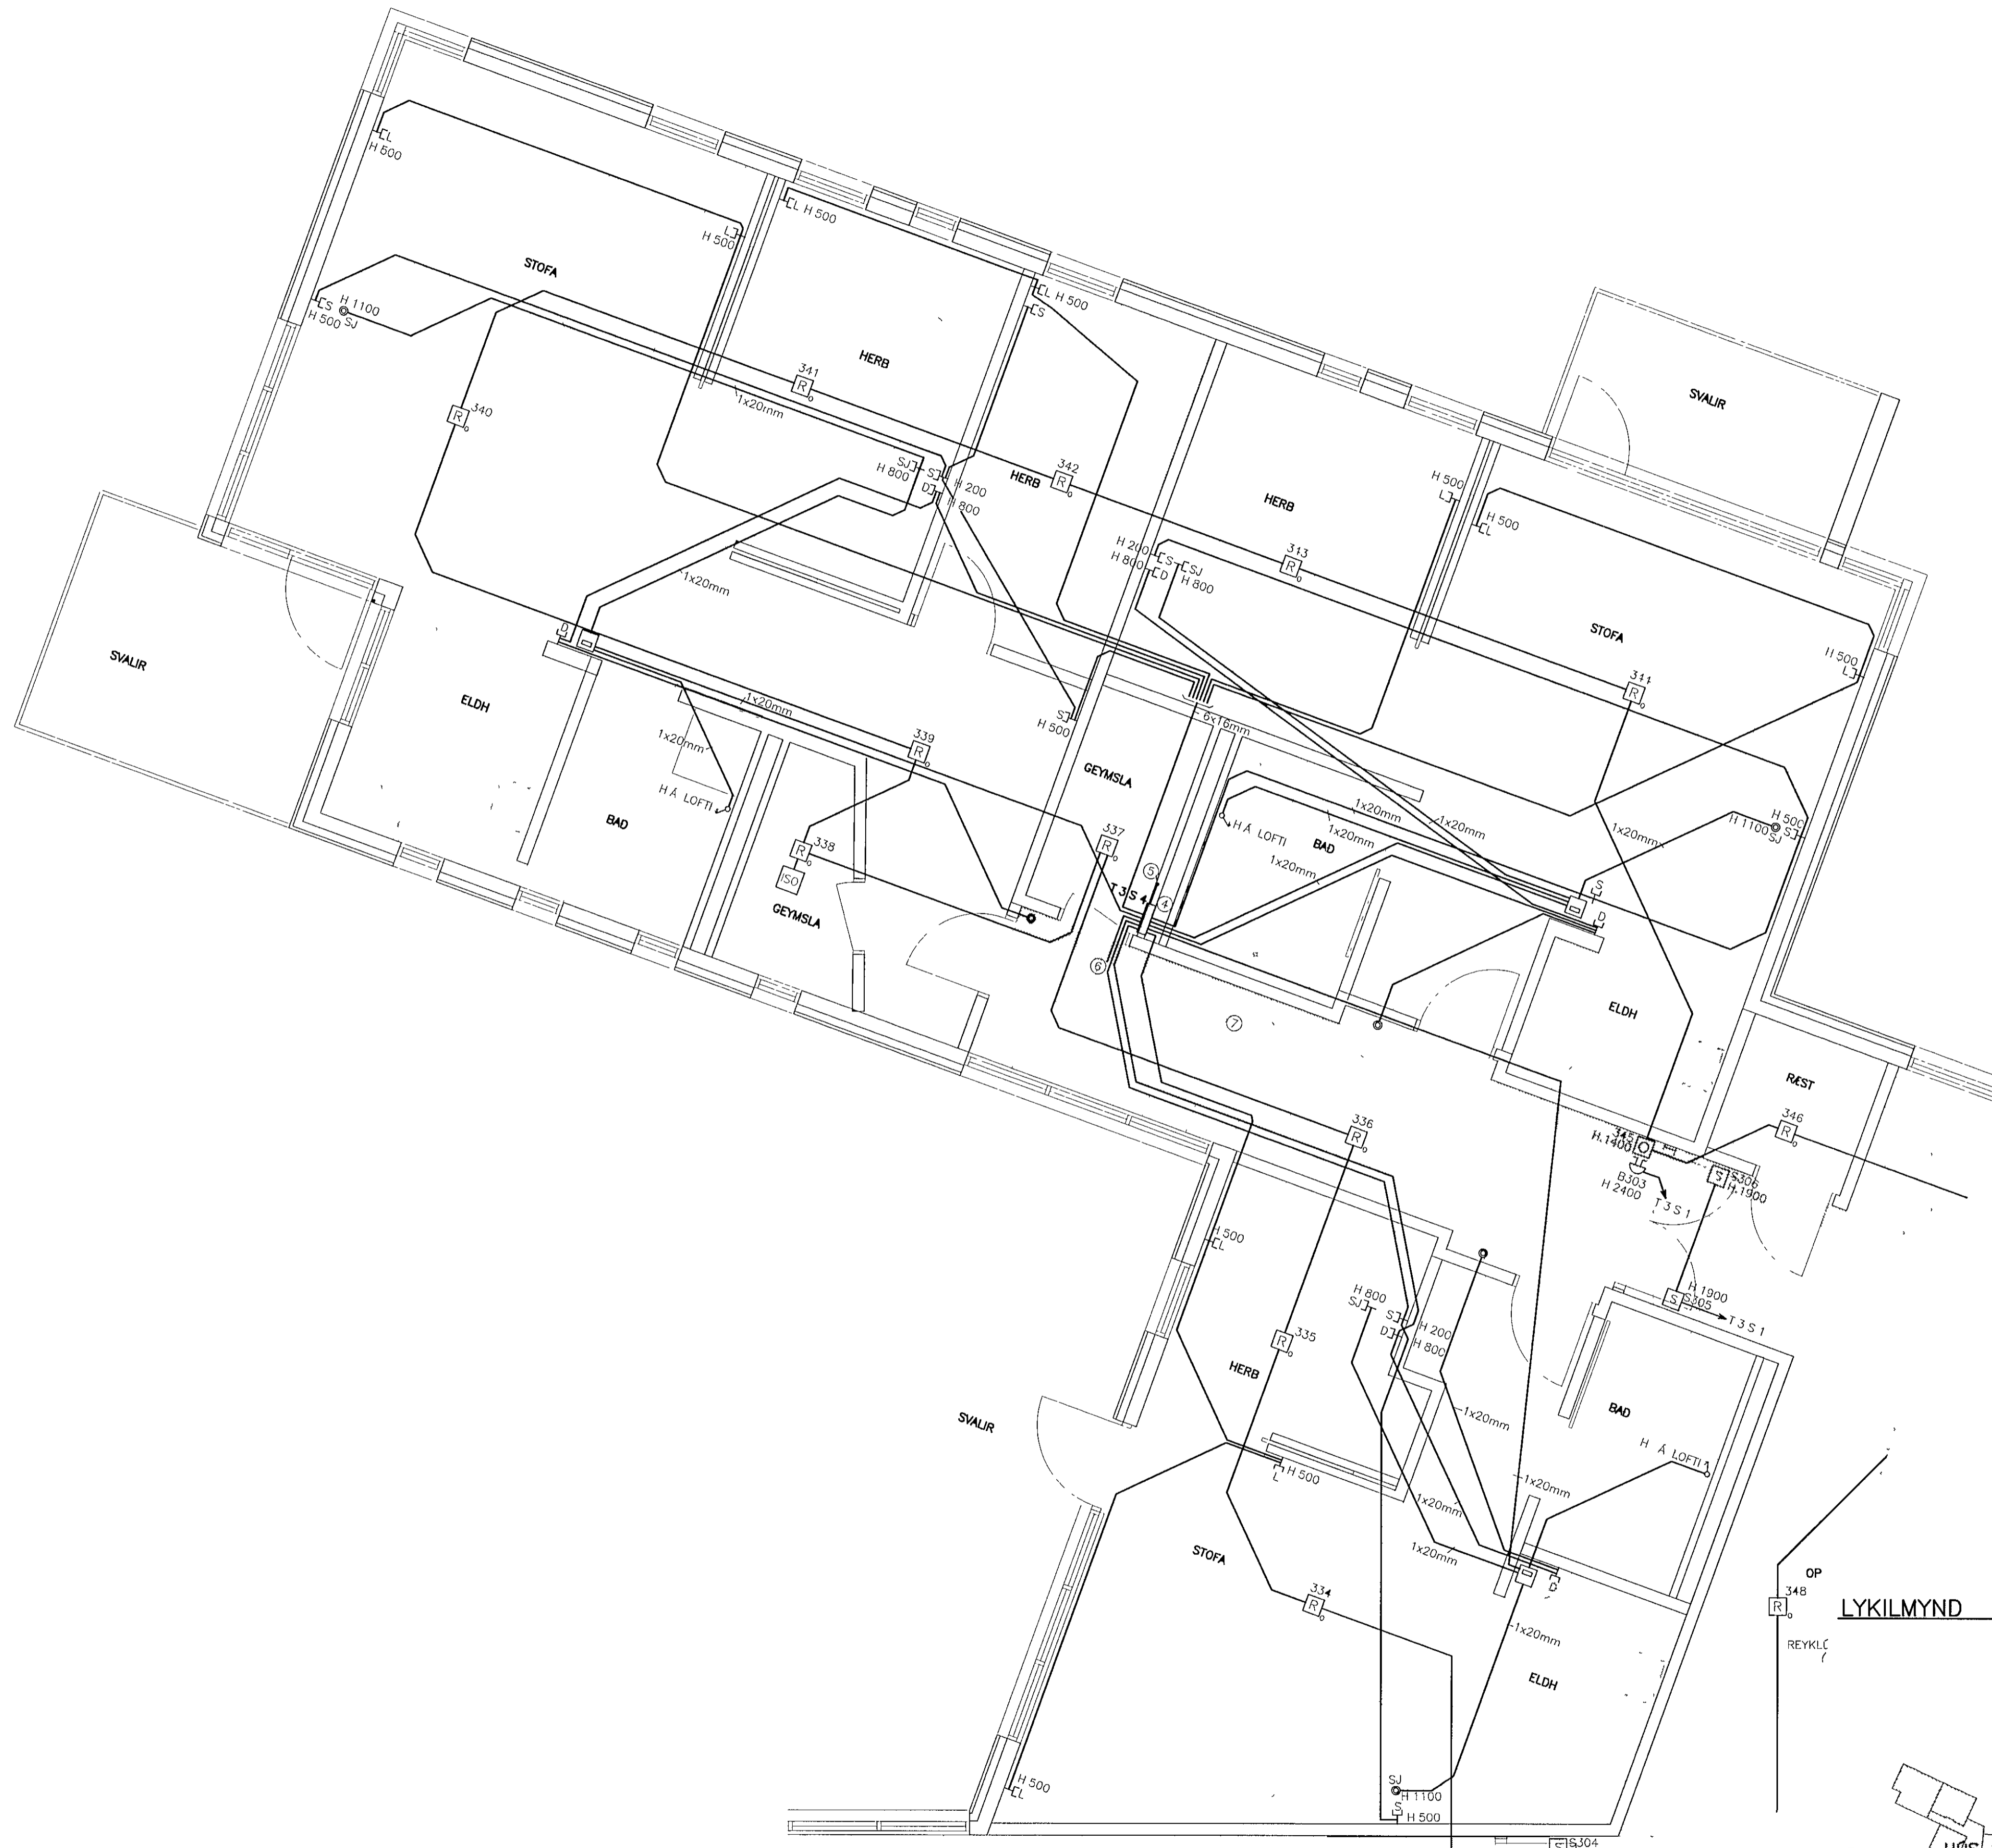 L
H 500
L H 500
L
H 500
STOFA
L H 500
S
S
H 500
H 1100
SJ
HERB
341
R
1x20mm
340
R
SJ
H 800
S
D
H 200
H 800
HERB
342
R
HERB
H 500
L
H 500
L
SVALIR
H 200
H 800
S
D
SJ
H 800
343
R
STOFA
H 500
L
344
R
1x20mm
D
SVALIR
ELDH
1x20mm
1x20mm
H Á LOFTI
BAD
339
R
S
H 500
6x16mm
GEYMSLA
337
R
338
R
ISO
GEYMSLA
T 3 S 4
5
4
6
7
H Á LOFTI
BAD
1x20mm
1x20mm
1x20mm
1x20mm
1x20mm
H 500
H 1100
S
SJ
S
D
ELDH
RÆST
346
R
345
H 1400
B303
H 2400
T 3 S 1
S
S306
H 1900
336
R
H 500
L
H 800
SJ
S
D
H 200
H 800
335
R
HERB
H 1900
S
S305
T 3 S 1
SVALIR
BAD
H Á LOFTI
1x20mm
1x20mm
1x20mm
1x20mm
H 500
L
STOFA
D
334
R
1x20mm
ELDH
OP
348
R
LYKILMYND
H 500
L
SJ
H 1100
S
H 500
S
S304